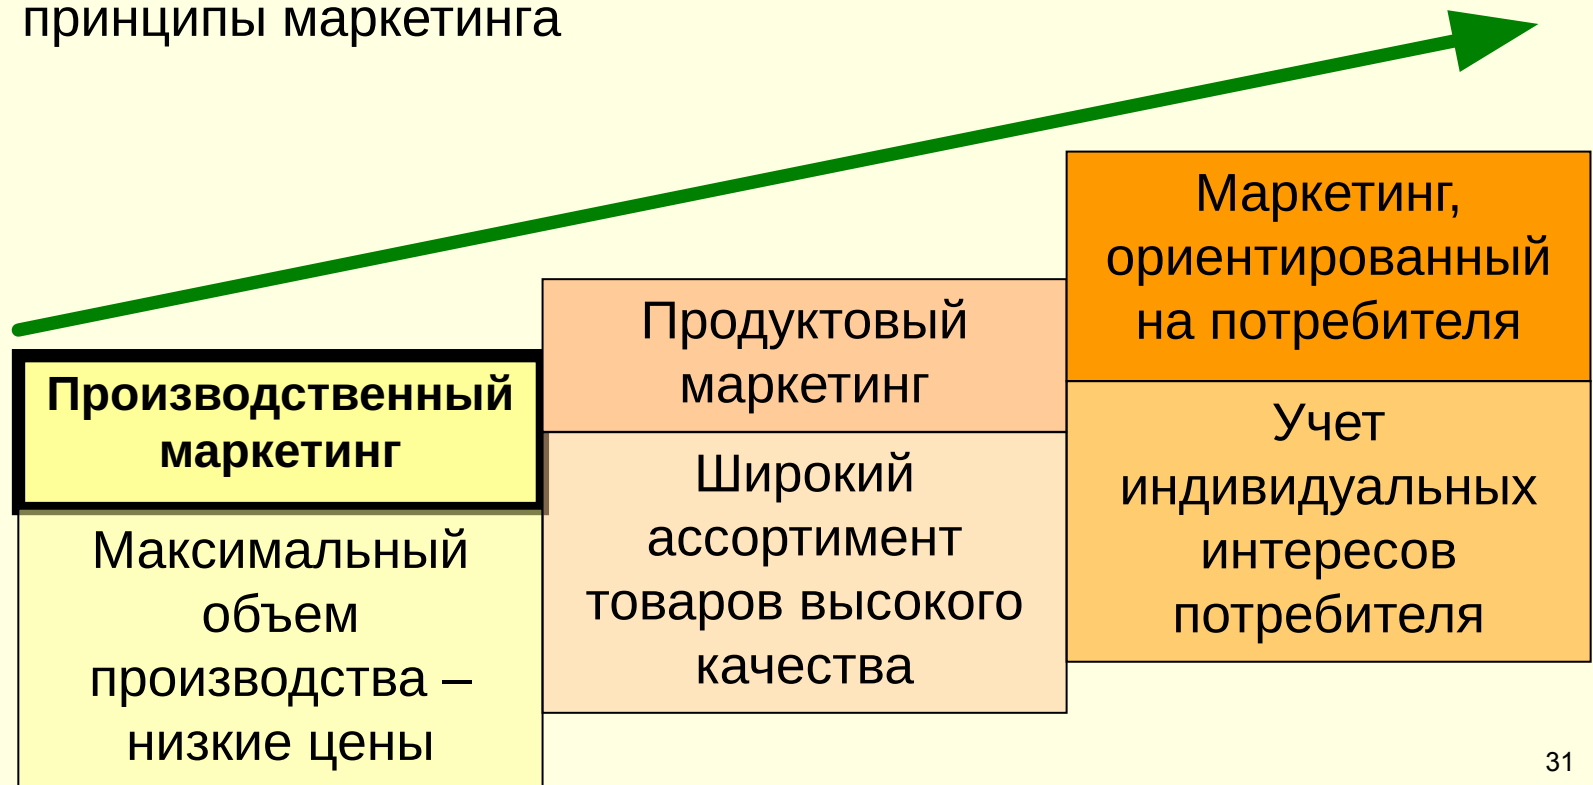 принципы маркетинга
Производственный
маркетинг
Максимальный
объем
производства –
низкие цены
Продуктовый
маркетинг
Широкий
ассортимент
товаров высокого
качества
Маркетинг,
ориентированный
на потребителя
Учет
индивидуальных
интересов
потребителя
31